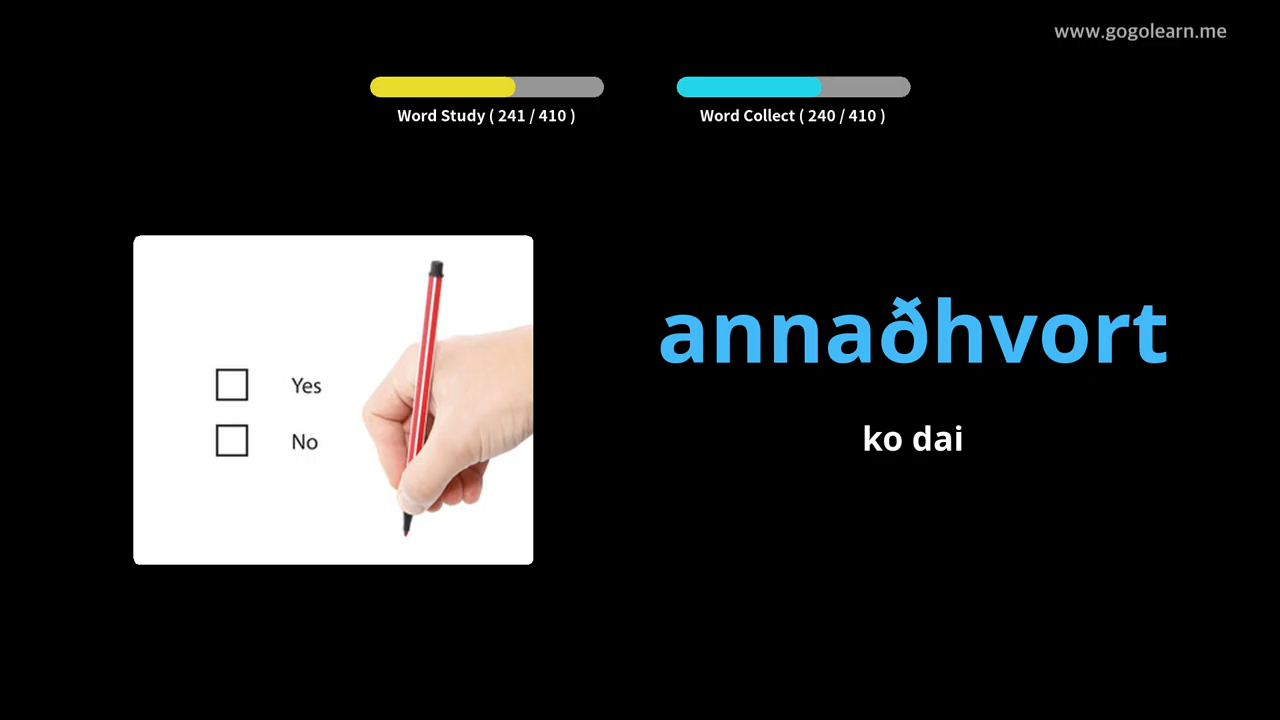 www.gogolearn.me
Word Study ( 241 / 410 )
Word Collect ( 240 / 410 )
Yes
No
annaðhvort
ko dai